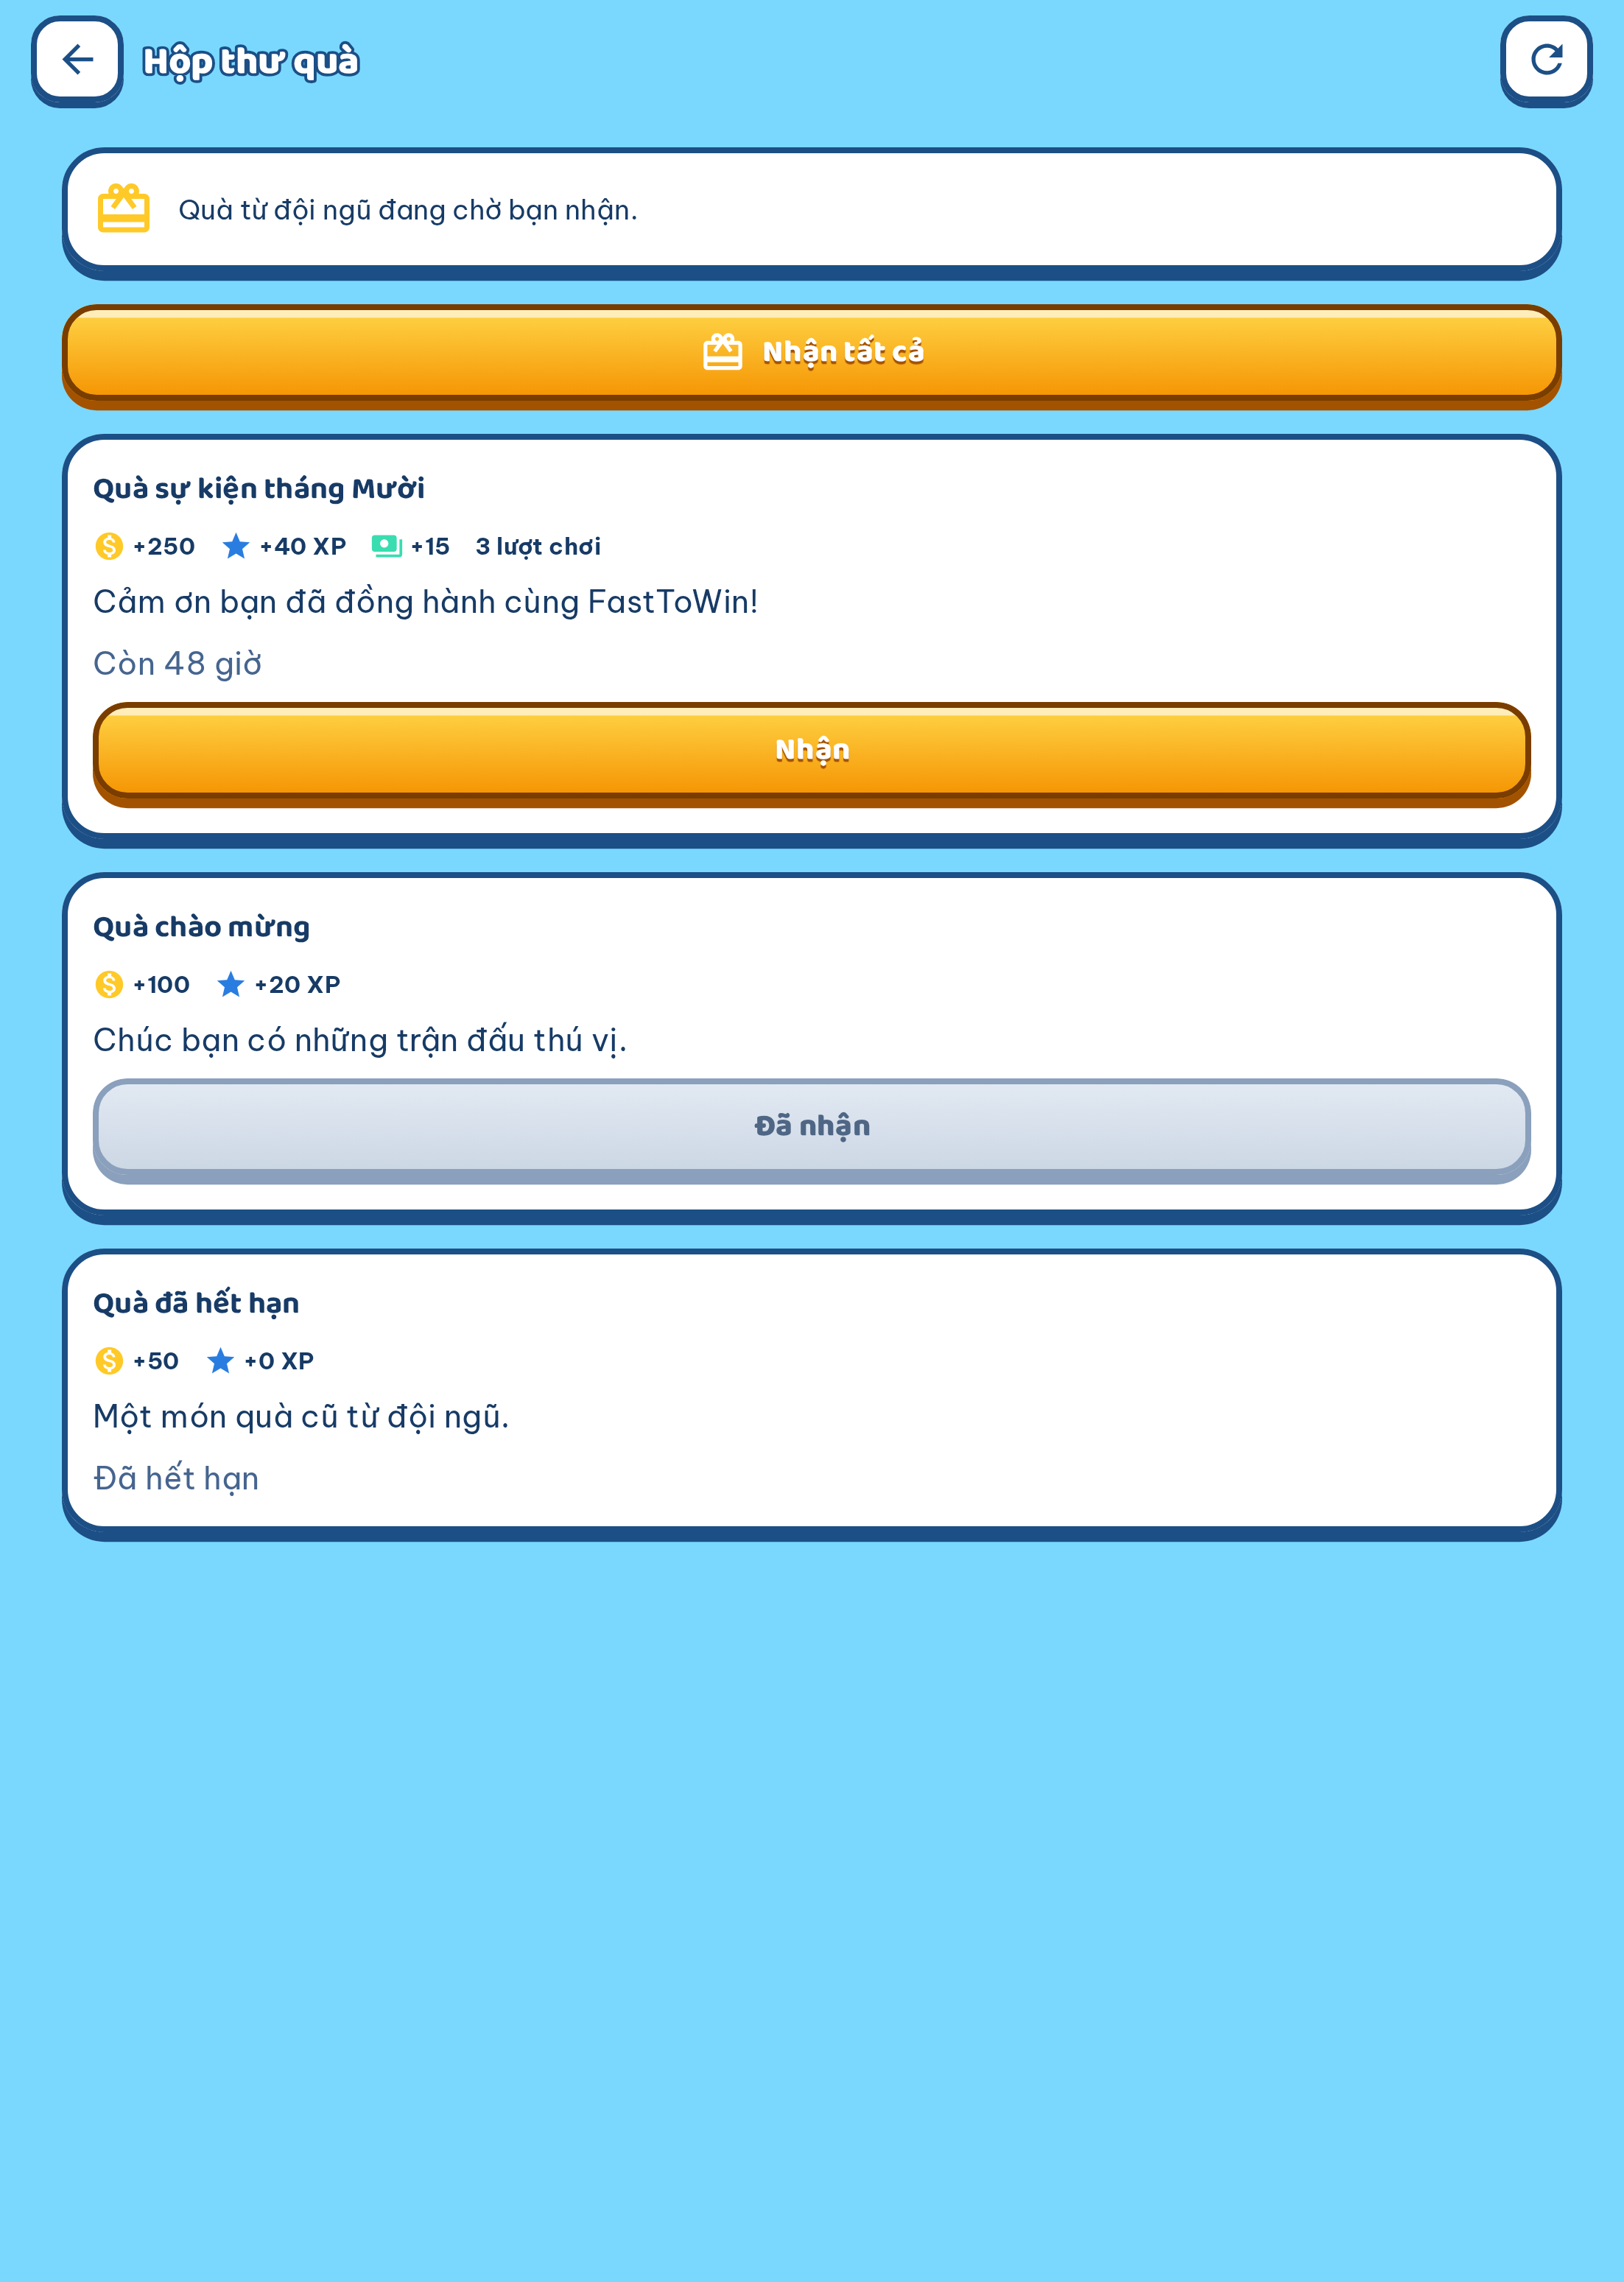 Hộp thư quà
Quà từ đội ngũ đang chờ bạn nhận.
Nhận tất cả
Quà sự kiện tháng Mười
+250 +40 XP +15 3 lượt chơi
Cảm ơn bạn đã đồng hành cùng FastToWin!
Còn 48 giờ
Nhận
Quà chào mừng
+100 +20 XP
Chúc bạn có những trận đấu thú vị.
Đã nhận
Quà đã hết hạn
+50 +0 XP
Một món quà cũ từ đội ngũ.
Đã hết hạn